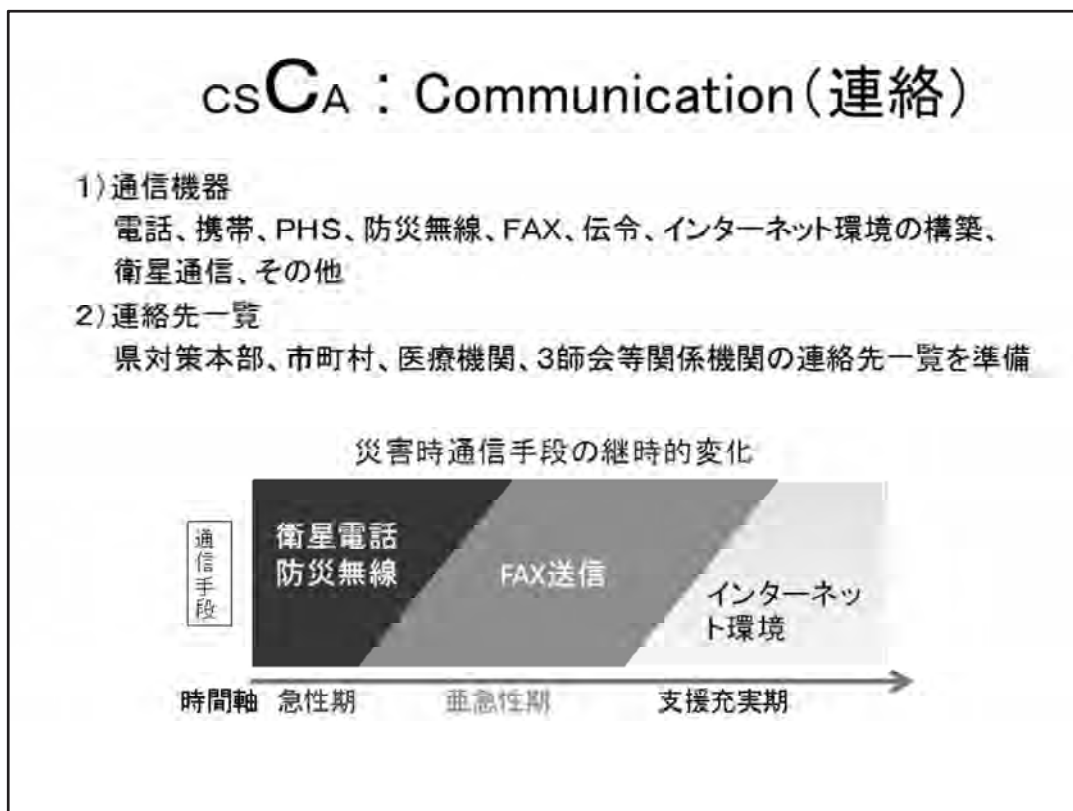 CSCA：Communication（連絡）
1）通信機器
電話、携帯、PHS、防災無線、FAX、伝令、インターネット環境の構築、
衛星通信、その他
2）連絡先一覧
県対策本部、市町村、医療機関、3師会等関係機関の連絡先一覧を準備
災害時通信手段の継時的変化
通信手段
衛星電話
防災無線
FAX送信
インターネッ
ト環境
時間軸 急性期 亜急性期 支援充実期